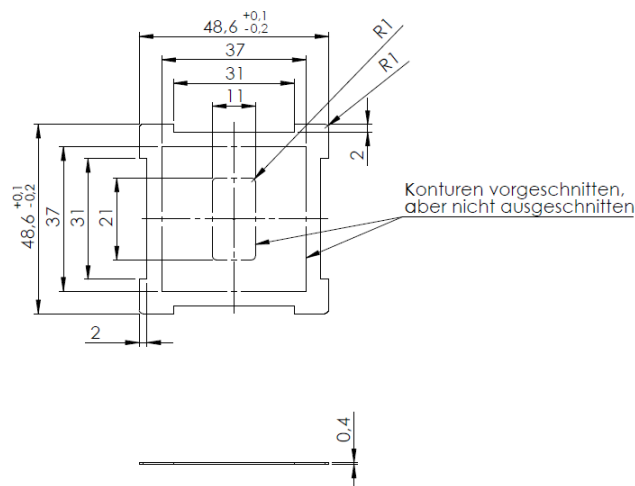 48,6 +0,1 -0,2
37
31
11
R1
R1
2
48,6 +0,1 -0,2
37
31
21
Konturen vorgeschnitten,
aber nicht ausgeschnitten
2
0,4